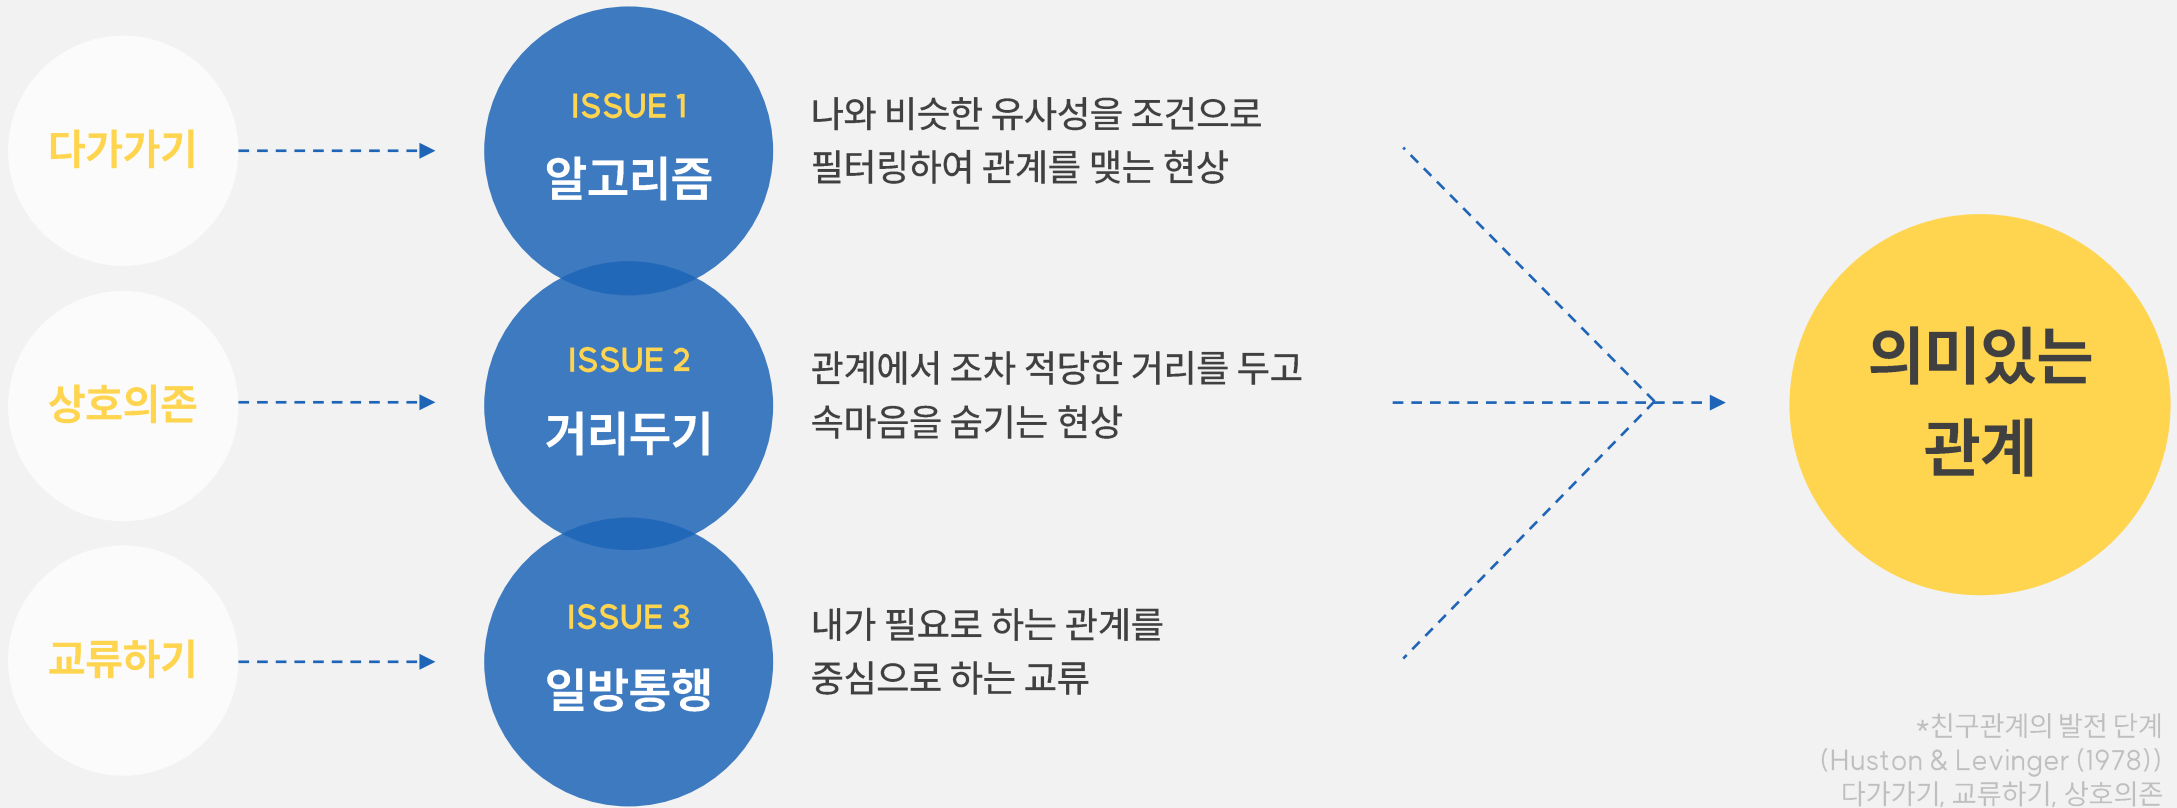 다가가기
ISSUE 1
알고리즘
나와 비슷한 유사성을 조건으로
필터링하여 관계를 맺는 현상
상호의존
ISSUE 2
거리두기
관계에서 조차 적당한 거리를 두고
속마음을 숨기는 현상
교류하기
ISSUE 3
일방통행
내가 필요로 하는 관계를
중심으로 하는 교류
의미있는
관계
*친구관계의 발전 단계
(Huston & Levinger (1978))
다가가기, 교류하기, 상호의존